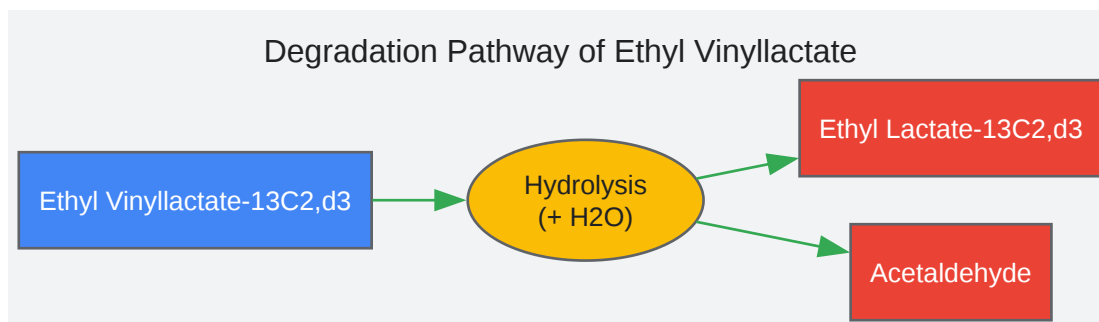 Degradation Pathway of Ethyl Vinyllactate
Ethyl Vinyllactate-13C2,d3
Hydrolysis
(+ H2O)
Ethyl Lactate-13C2,d3
Acetaldehyde